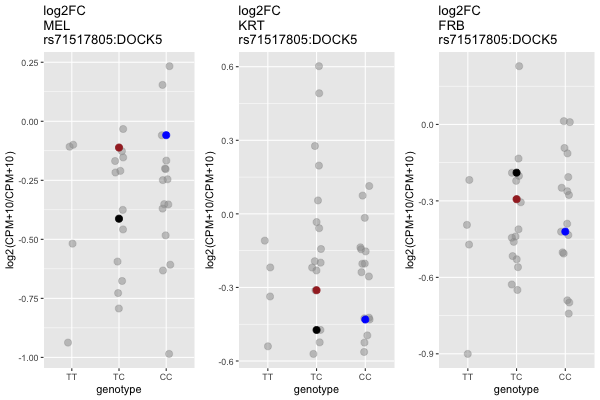 log2FC
MEL
rs71517805:DOCK5
log2(CPM+10/CPM+10)
0.25
0.00
-0.25
-0.50
-0.75
-1.00
TT TC CC
genotype
log2FC
KRT
rs71517805:DOCK5
log2(CPM+10/CPM+10)
0.6
0.3
0.0
-0.3
-0.6
TT TC CC
genotype
log2FC
FRB
rs71517805:DOCK5
log2(CPM+10/CPM+10)
0.0
-0.3
-0.6
-0.9
TT TC CC
genotype